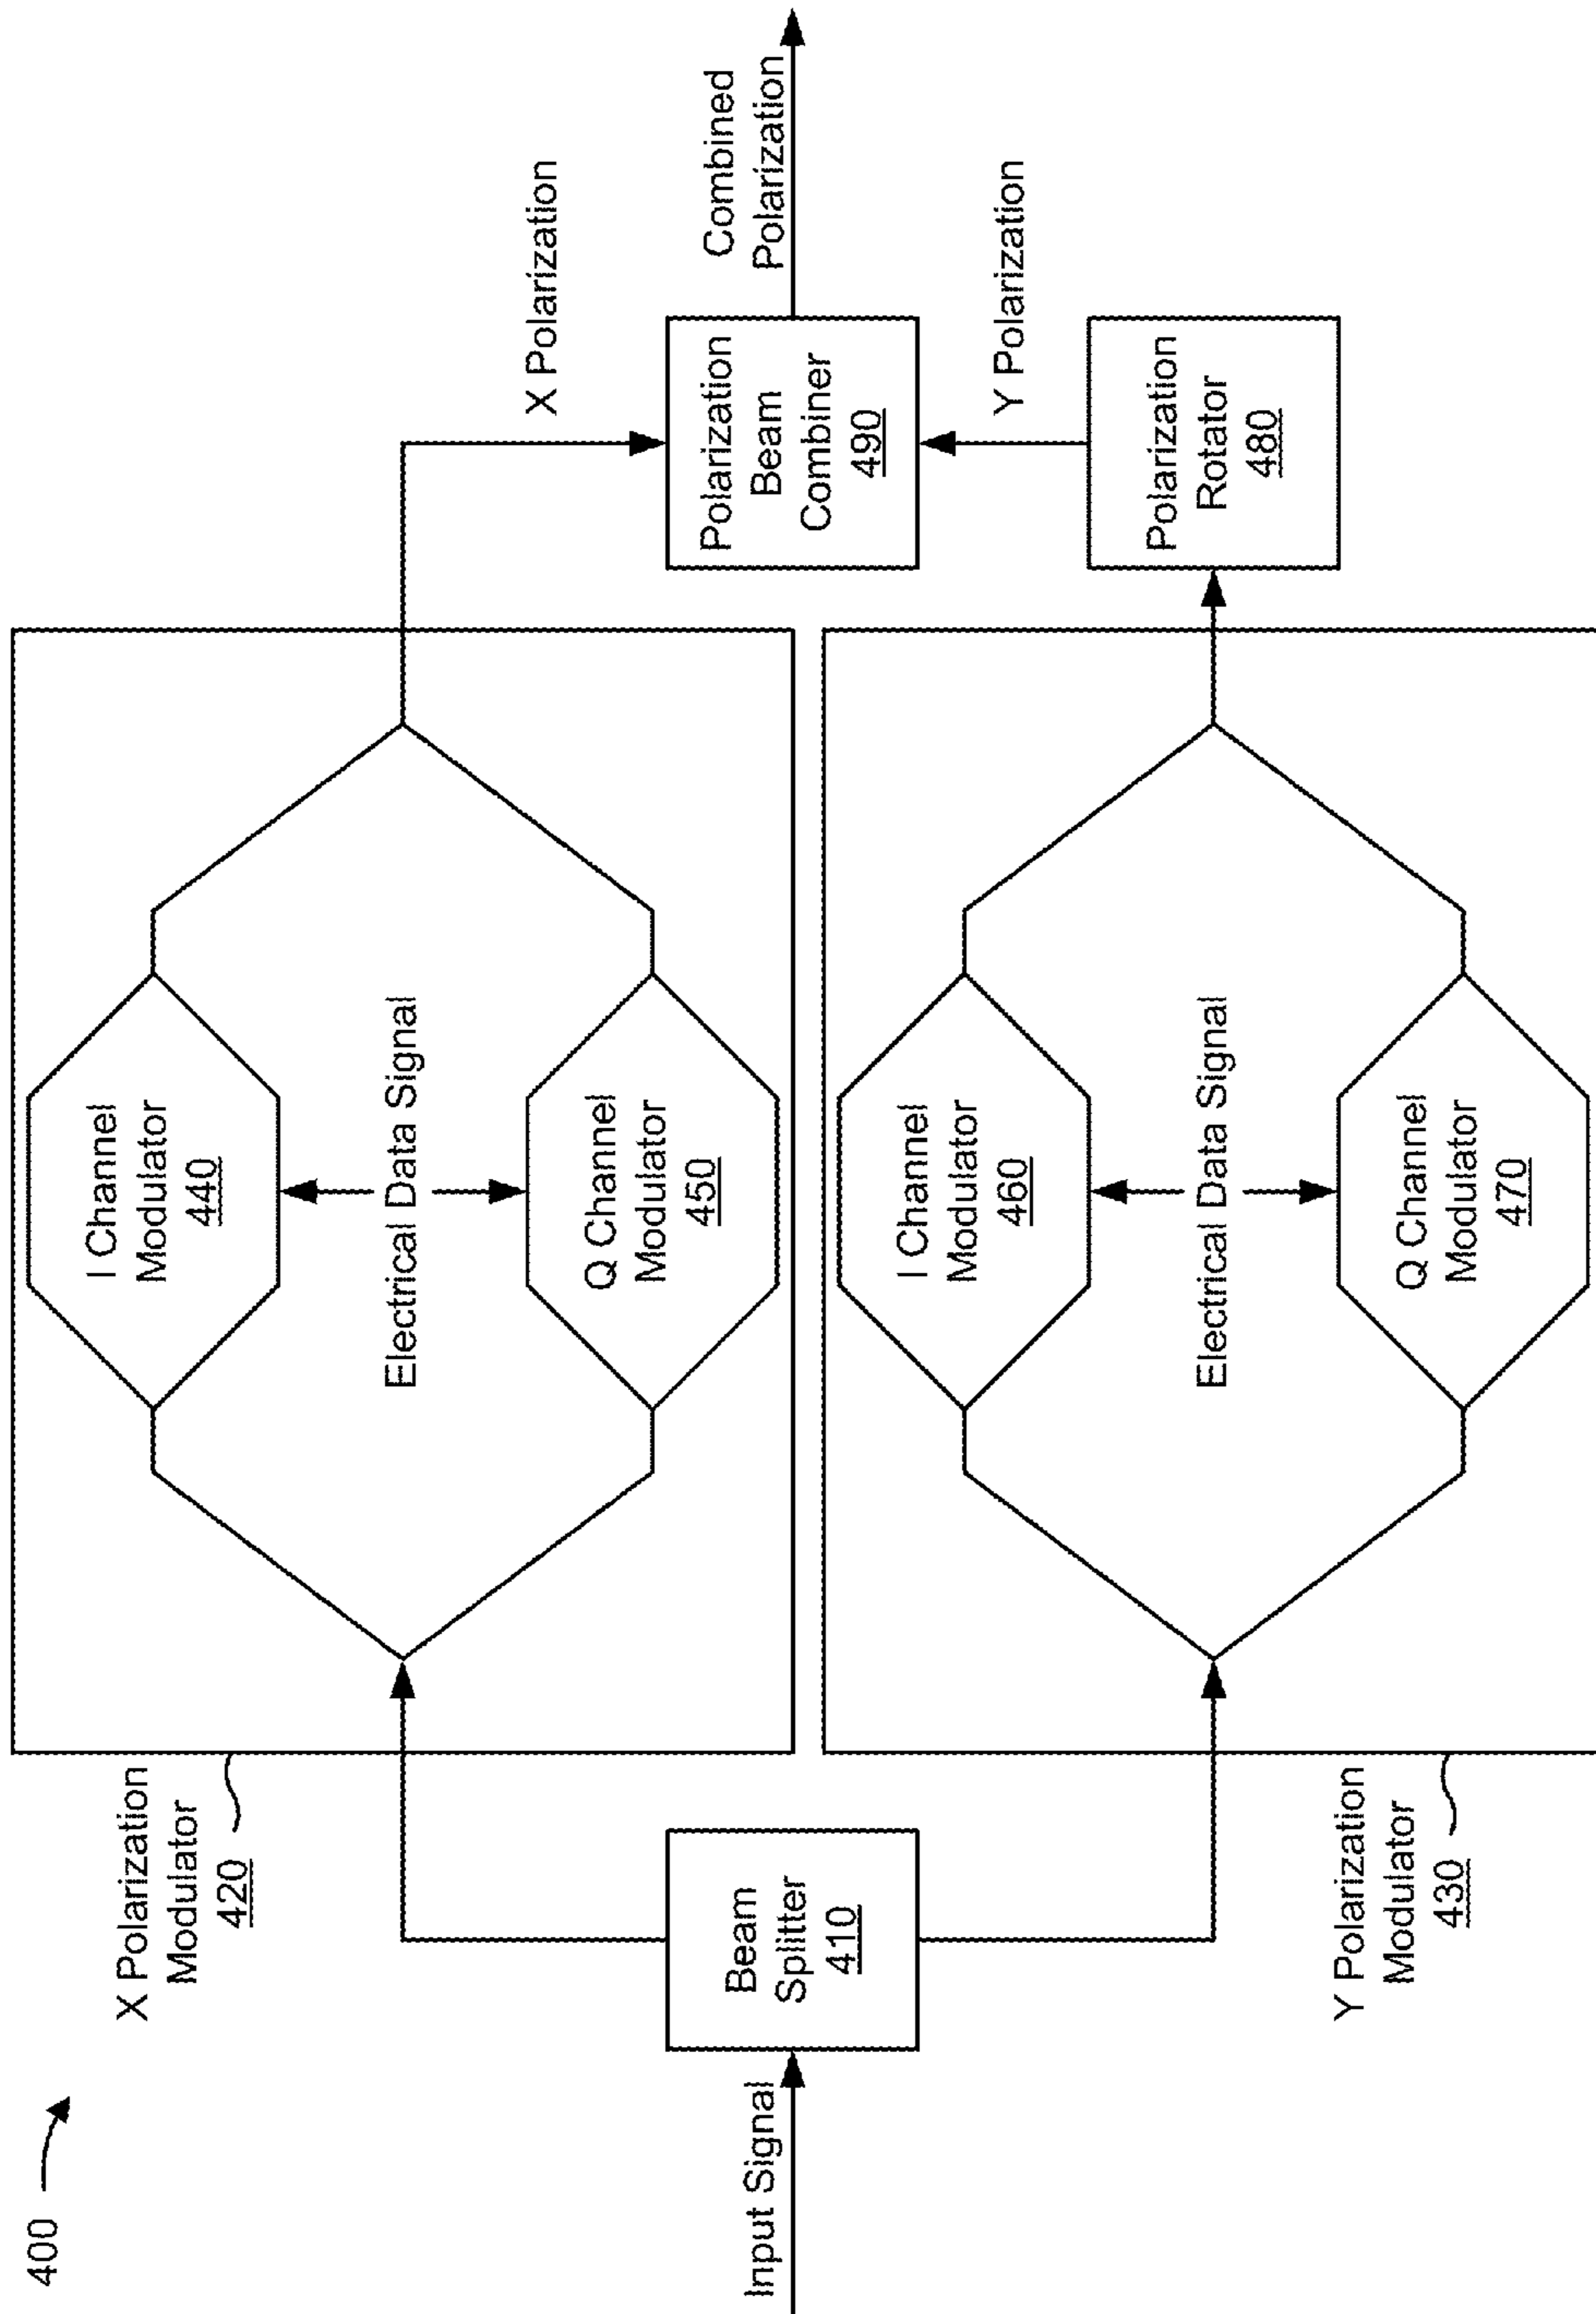 400
X Polarization
Modulator
420
I Channel
Modulator
440
Electrical Data Signal
Q Channel
Modulator
450
X Polarization
Input Signal
Beam
Splitter
410
Polarization
Beam
Combiner
490
Combined
Polarization
Y Polarization
Y Polarization
Modulator
430
I Channel
Modulator
460
Electrical Data Signal
Q Channel
Modulator
470
Polarization
Rotator
480